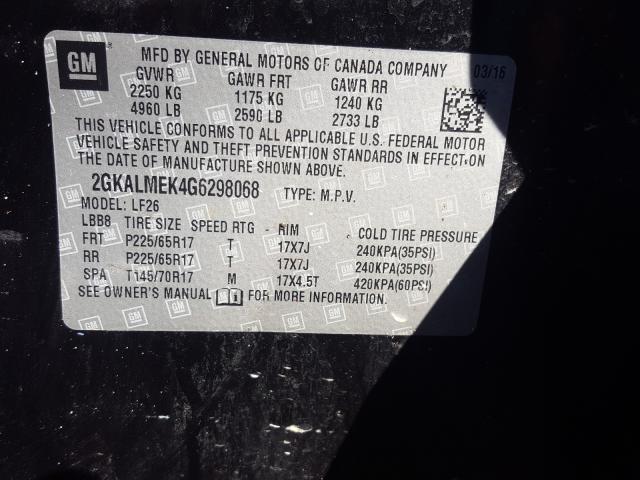 GM
MFD BY GENERAL MOTORS OF CANADA COMPANY 03/16
GVWR GAWR FRT GAWR RR
2250 KG 1175 KG 1240 KG
4960 LB 2590 LB 2733 LB
THIS VEHICLE CONFORMS TO ALL APPLICABLE U.S. FEDERAL MOTOR
VEHICLE SAFETY AND THEFT PREVENTION STANDARDS IN EFFECT ON
THE DATE OF MANUFACTURE SHOWN ABOVE.
2GKALMEK4G6298068 TYPE: M.P.V.
MODEL: LF26
LBB8 TIRE SIZE SPEED RTG RIM COLD TIRE PRESSURE
FRT P225/65R17 T 17X7J 240KPA(35PSI)
RR P225/65R17 T 17X7J 240KPA(35PSI)
SPA T145/70R17 M 17X4.5T 420KPA(60PSI)
SEE OWNER'S MANUAL FOR MORE INFORMATION.